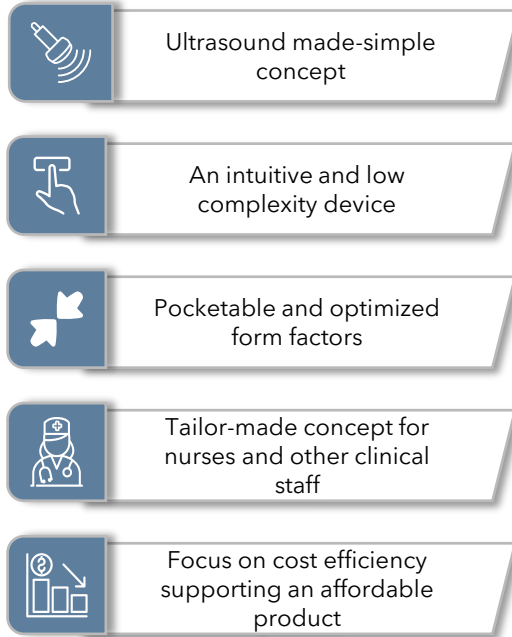 Ultrasound made-simple
concept
An intuitive and low
complexity device
Pocketable and optimized
form factors
Tailor-made concept for
nurses and other clinical
staff
Focus on cost efficiency
supporting an affordable
product